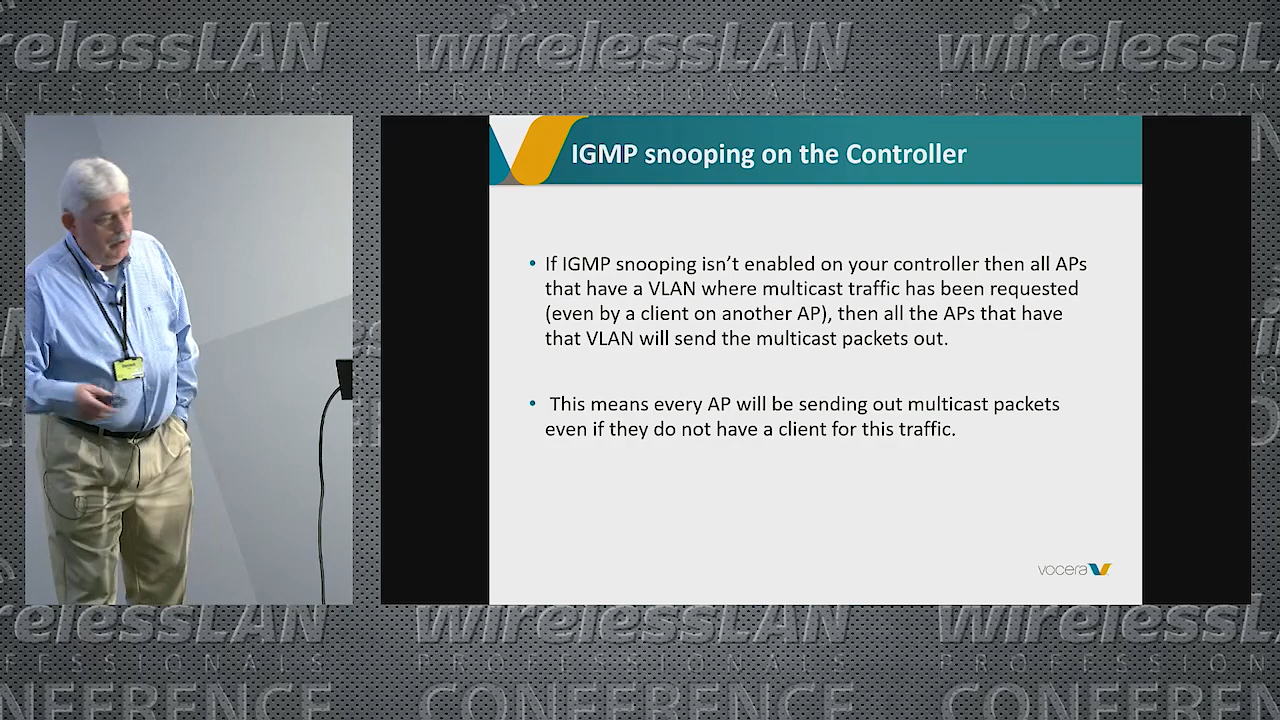 wirelessLAN
PROFESSIONALS
IGMP snooping on the Controller
• If IGMP snooping isn’t enabled on your controller then all APs
that have a VLAN where multicast traffic has been requested
(even by a client on another AP), then all the APs that have
that VLAN will send the multicast packets out.
• This means every AP will be sending out multicast packets
even if they do not have a client for this traffic.
vocera
wirelessLAN
PROFESSIONALS
CONFERENCE